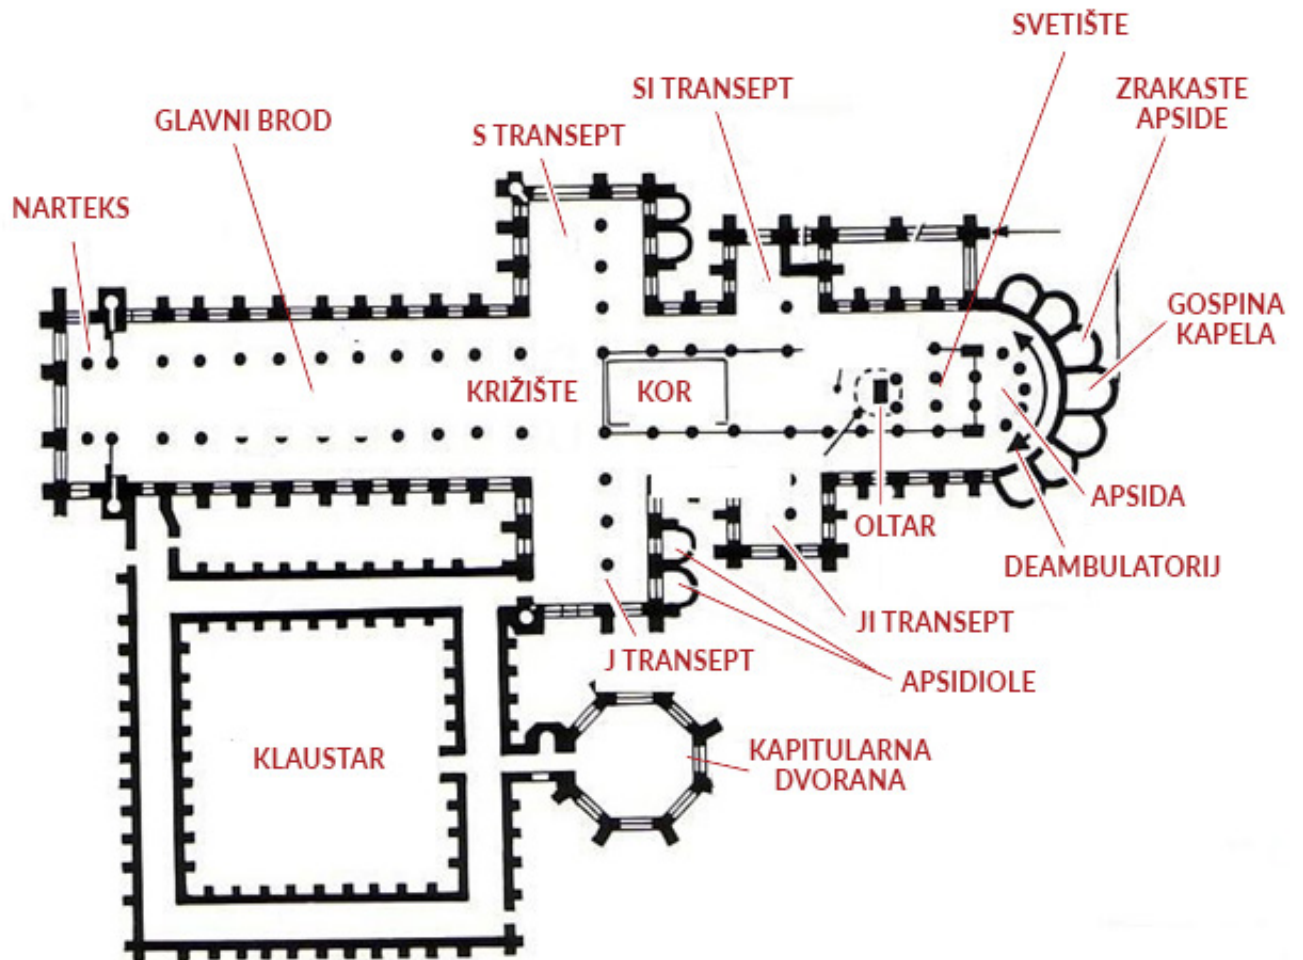 SVETIŠTE
SI TRANSEPT
ZRAKASTE
APSIDE
GLAVNI BROD
S TRANSEPT
NARTEKS
GOSPINA
KAPELA
KRIŽIŠTE
KOR
APSIDA
OLTAR
DEAMBULATORIJ
JI TRANSEPT
J TRANSEPT
APSIDIOLE
KLAUSTAR
KAPITULARNA
DVORANA